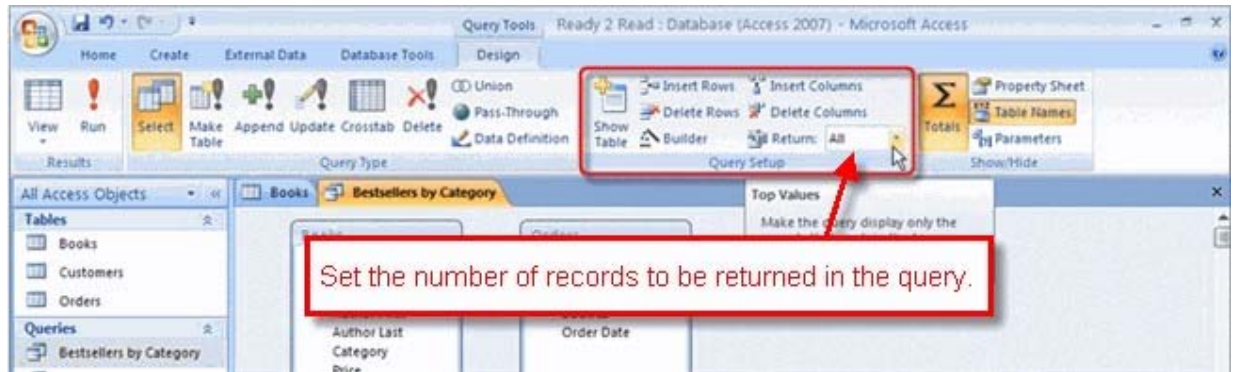 Query Tools Ready 2 Read : Database (Access 2007) - Microsoft Access
Home Create External Data Database Tools Design
View Run Select Make Table Append Update Crosstab Delete
Union
Pass-Through
Data Definition
Show Table
Insert Rows
Delete Rows
Builder
Insert Columns
Delete Columns
Return: All
Totals
Property Sheet
Table Names
Parameters
Results Query Type Query Setup Show/Hide
All Access Objects
Books Bestsellers by Category
Tables
Books
Customers
Orders
Queries
Bestsellers by Category
Top Values
Make the query display only the
Set the number of records to be returned in the query.
Author Last
Category
Price
Order Date